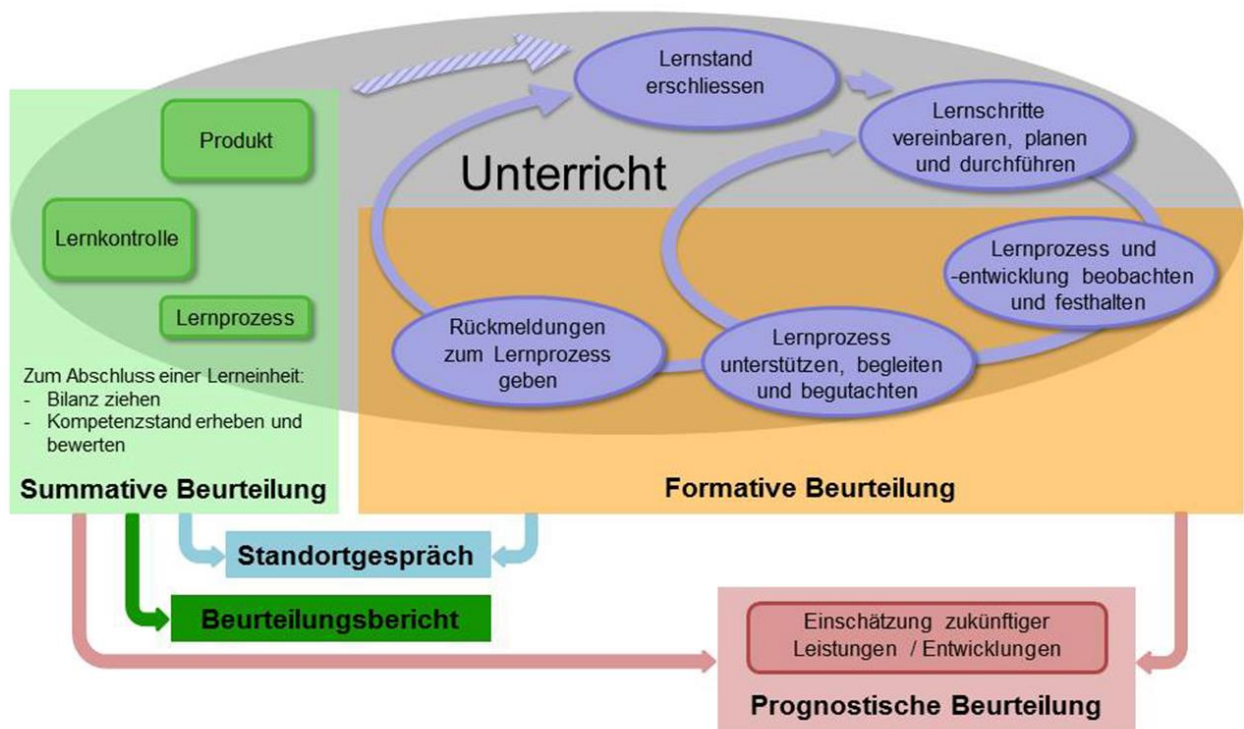 Lernstand
erschliessen
Lernschritte
vereinbaren, planen
und durchführen
Produkt
Unterricht
Lernkontrolle
Lernprozess und
-entwicklung beobachten
und festhalten
Lernprozess
Rückmeldungen
zum Lernprozess
geben
Lernprozess
unterstützen, begleiten
und begutachten
Zum Abschluss einer Lerneinheit:
- Bilanz ziehen
- Kompetenzstand erheben und
bewerten
Summative Beurteilung
Formative Beurteilung
Standortgespräch
Beurteilungsbericht
Einschätzung zukünftiger
Leistungen / Entwicklungen
Prognostische Beurteilung